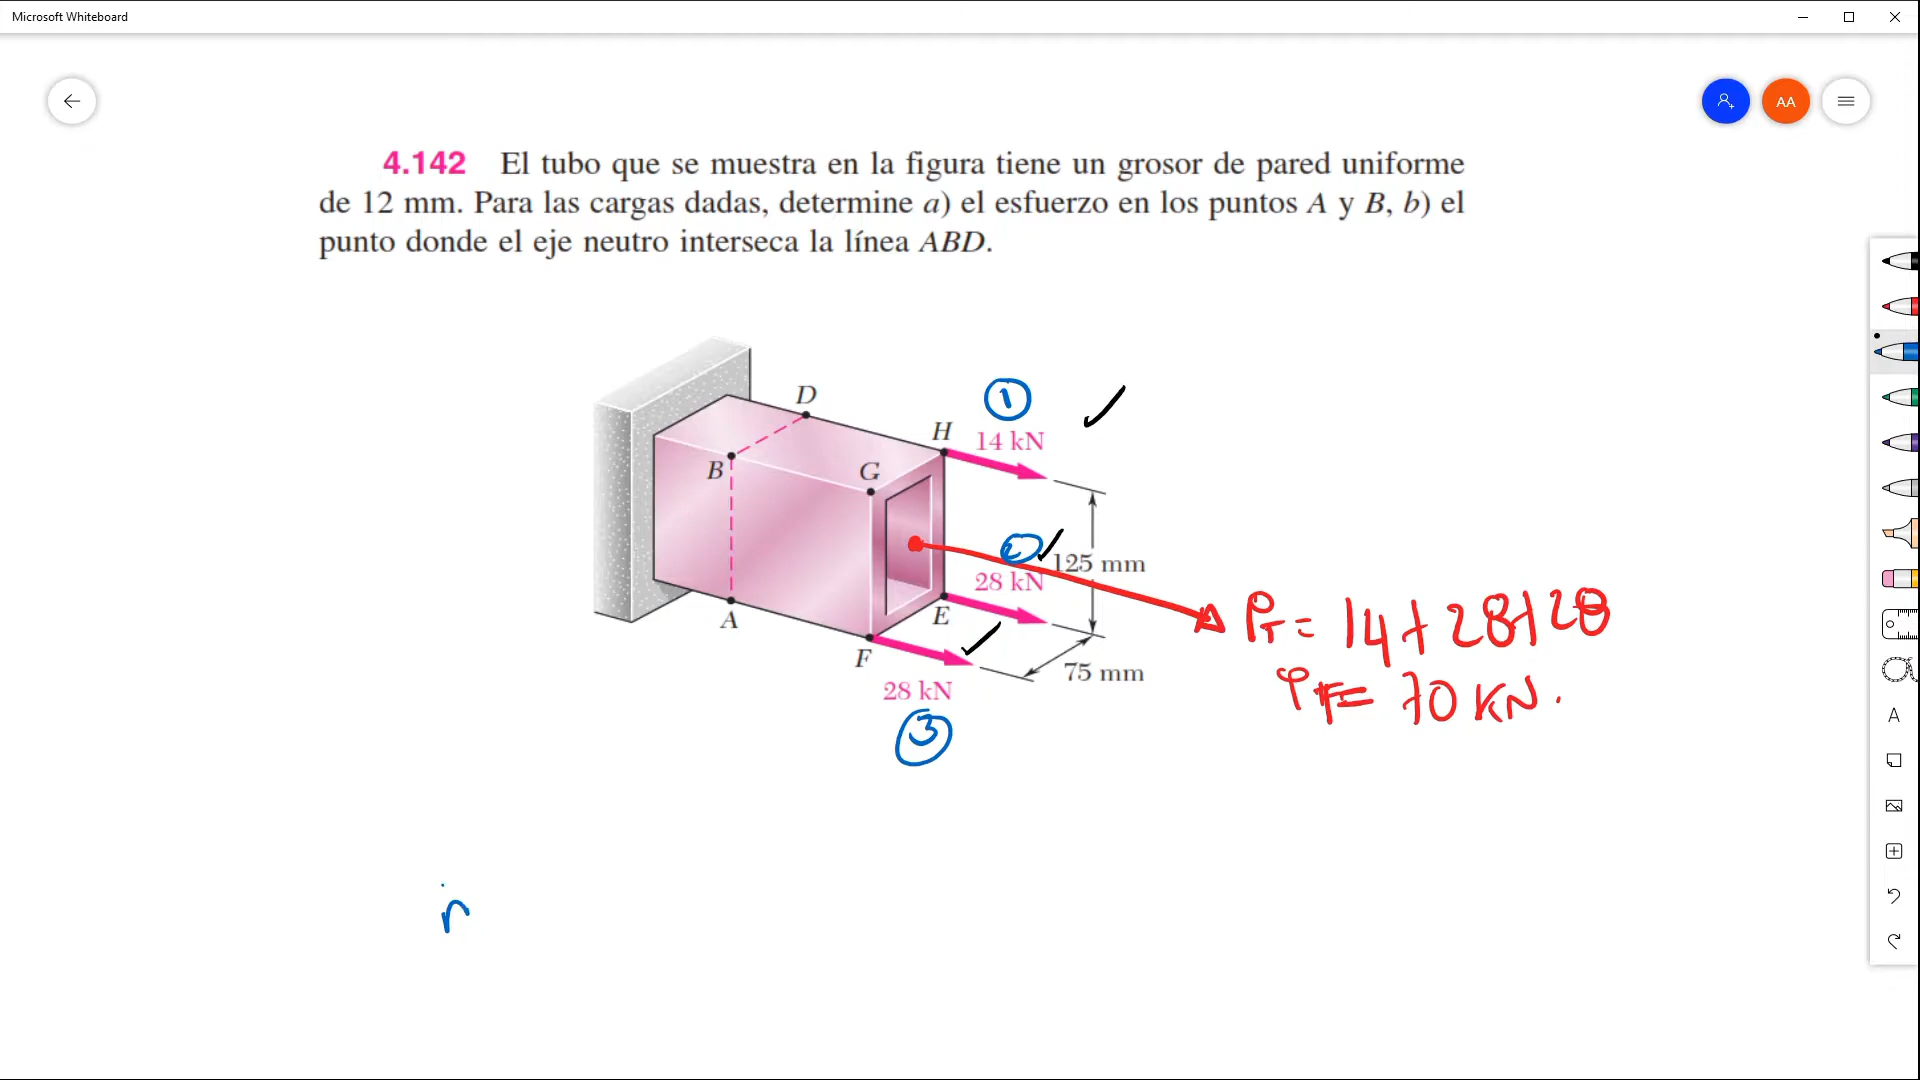 Microsoft Whiteboard
AA
4.142 El tubo que se muestra en la figura tiene un grosor de pared uniforme
de 12 mm. Para las cargas dadas, determine a) el esfuerzo en los puntos A y B, b) el
punto donde el eje neutro interseca la línea ABD.
D
1
H
14 kN
B
G
2
125 mm
28 kN
A
E
F
75 mm
28 kN
3
P_T = 14+28+28
P_T = 70 KN.
r
A